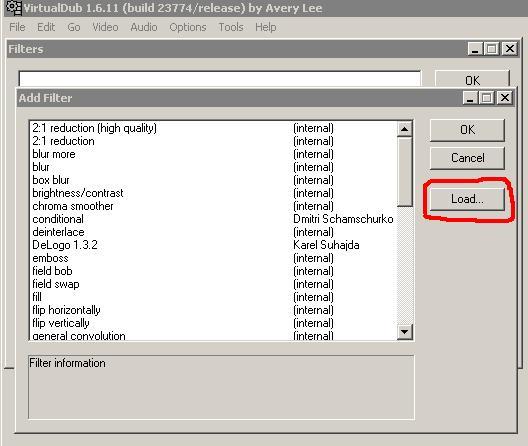 VirtualDub 1.6.11 (build 23774/release) by Avery Lee
File Edit Go Video Audio Options Tools Help
Filters
OK
Add Filter
2:1 reduction (high quality) (internal)
2:1 reduction (internal)
blur more (internal)
blur (internal)
box blur (internal)
brightness/contrast (internal)
chroma smoother (internal)
conditional Dmitri Schamschurko
deinterlace (internal)
DeLogo 1.3.2 Karel Suhajda
emboss (internal)
field bob (internal)
field swap (internal)
fill (internal)
flip horizontally (internal)
flip vertically (internal)
general convolution (internal)
OK
Cancel
Load...
Filter information